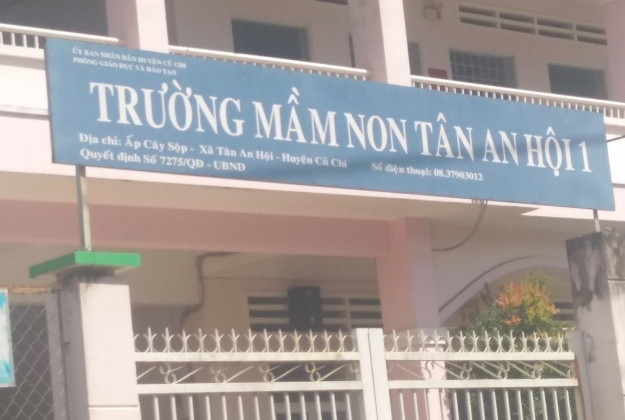 ỦY BAN NHÂN DÂN HUYỆN CỦ CHI
PHÒNG GIÁO DỤC VÀ ĐÀO TẠO
TRƯỜNG MẦM NON TÂN AN HỘI 1
Địa chỉ: Ấp Cây Sộp - Xã Tân An Hội - Huyện Củ Chi
Quyết định Số 7275/QĐ - UBND Số điện thoại: 08.37903012